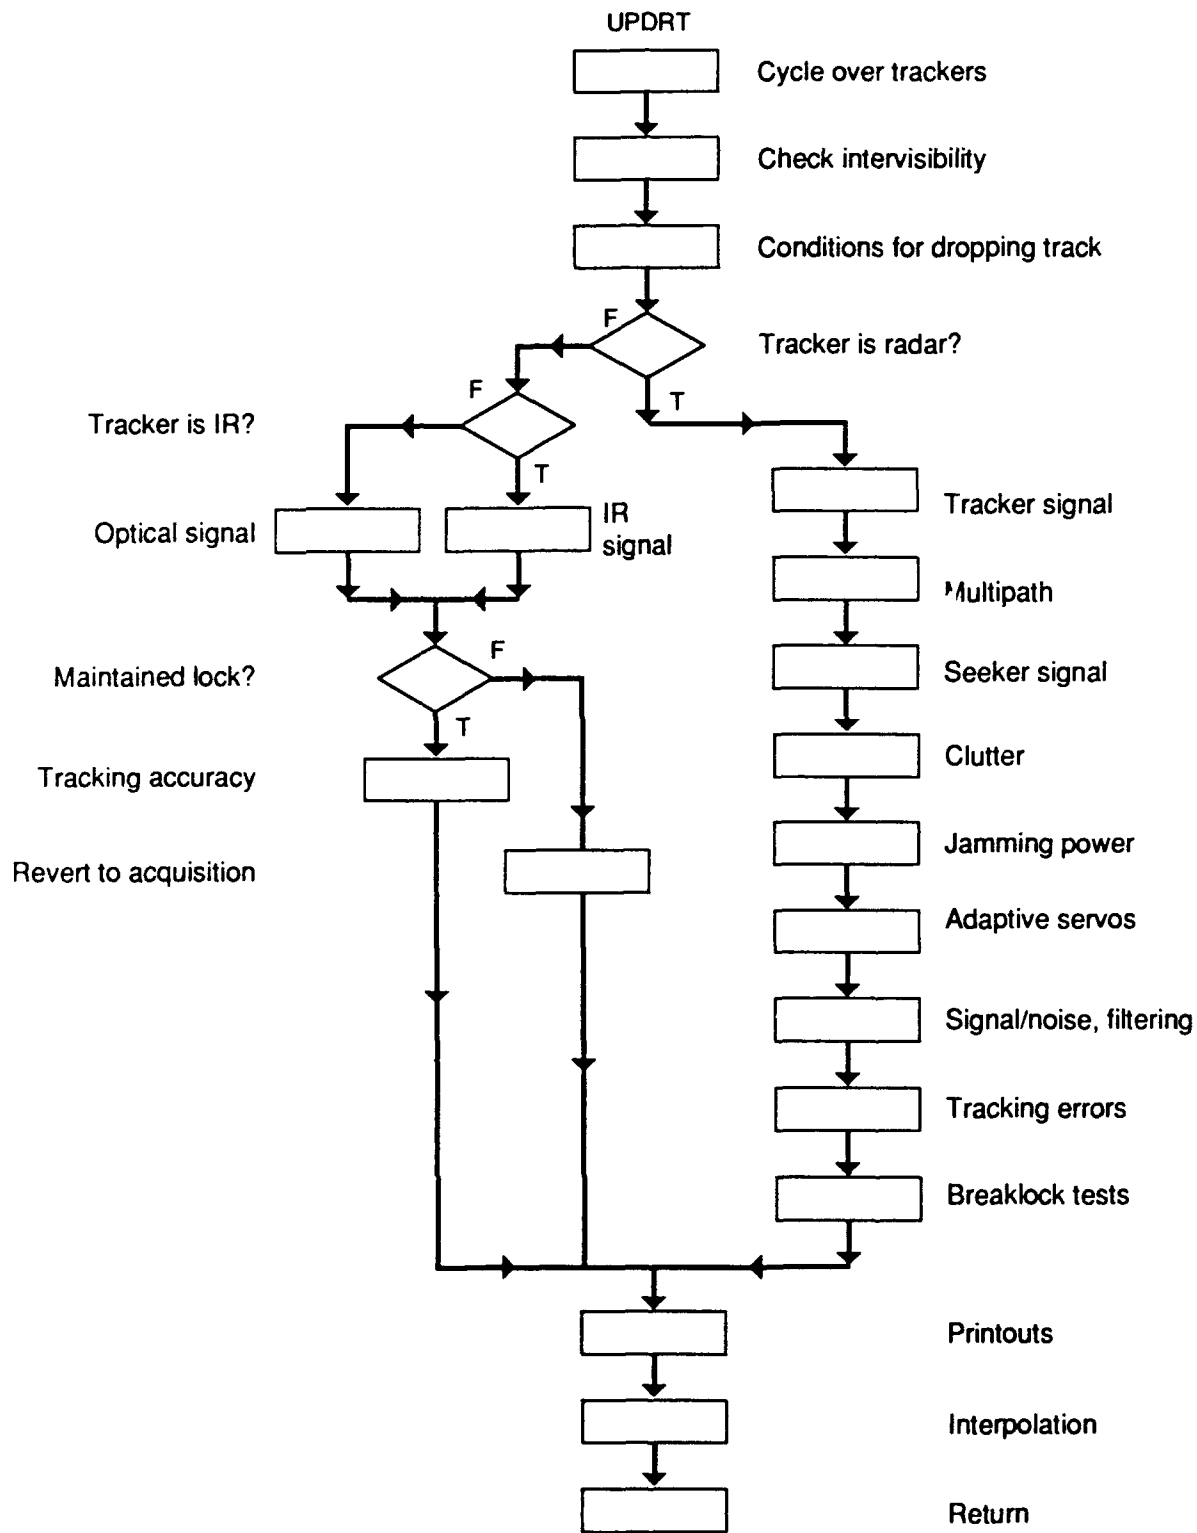 UPDRT
Cycle over trackers
Check intervisibility
Conditions for dropping track
F
Tracker is radar?
F
T
Tracker is IR?
T
Tracker signal
Optical signal
IR
signal
Multipath
F
Maintained lock?
Seeker signal
T
Clutter
Tracking accuracy
Jamming power
Revert to acquisition
Adaptive servos
Signal/noise, filtering
Tracking errors
Breaklock tests
Printouts
Interpolation
Return